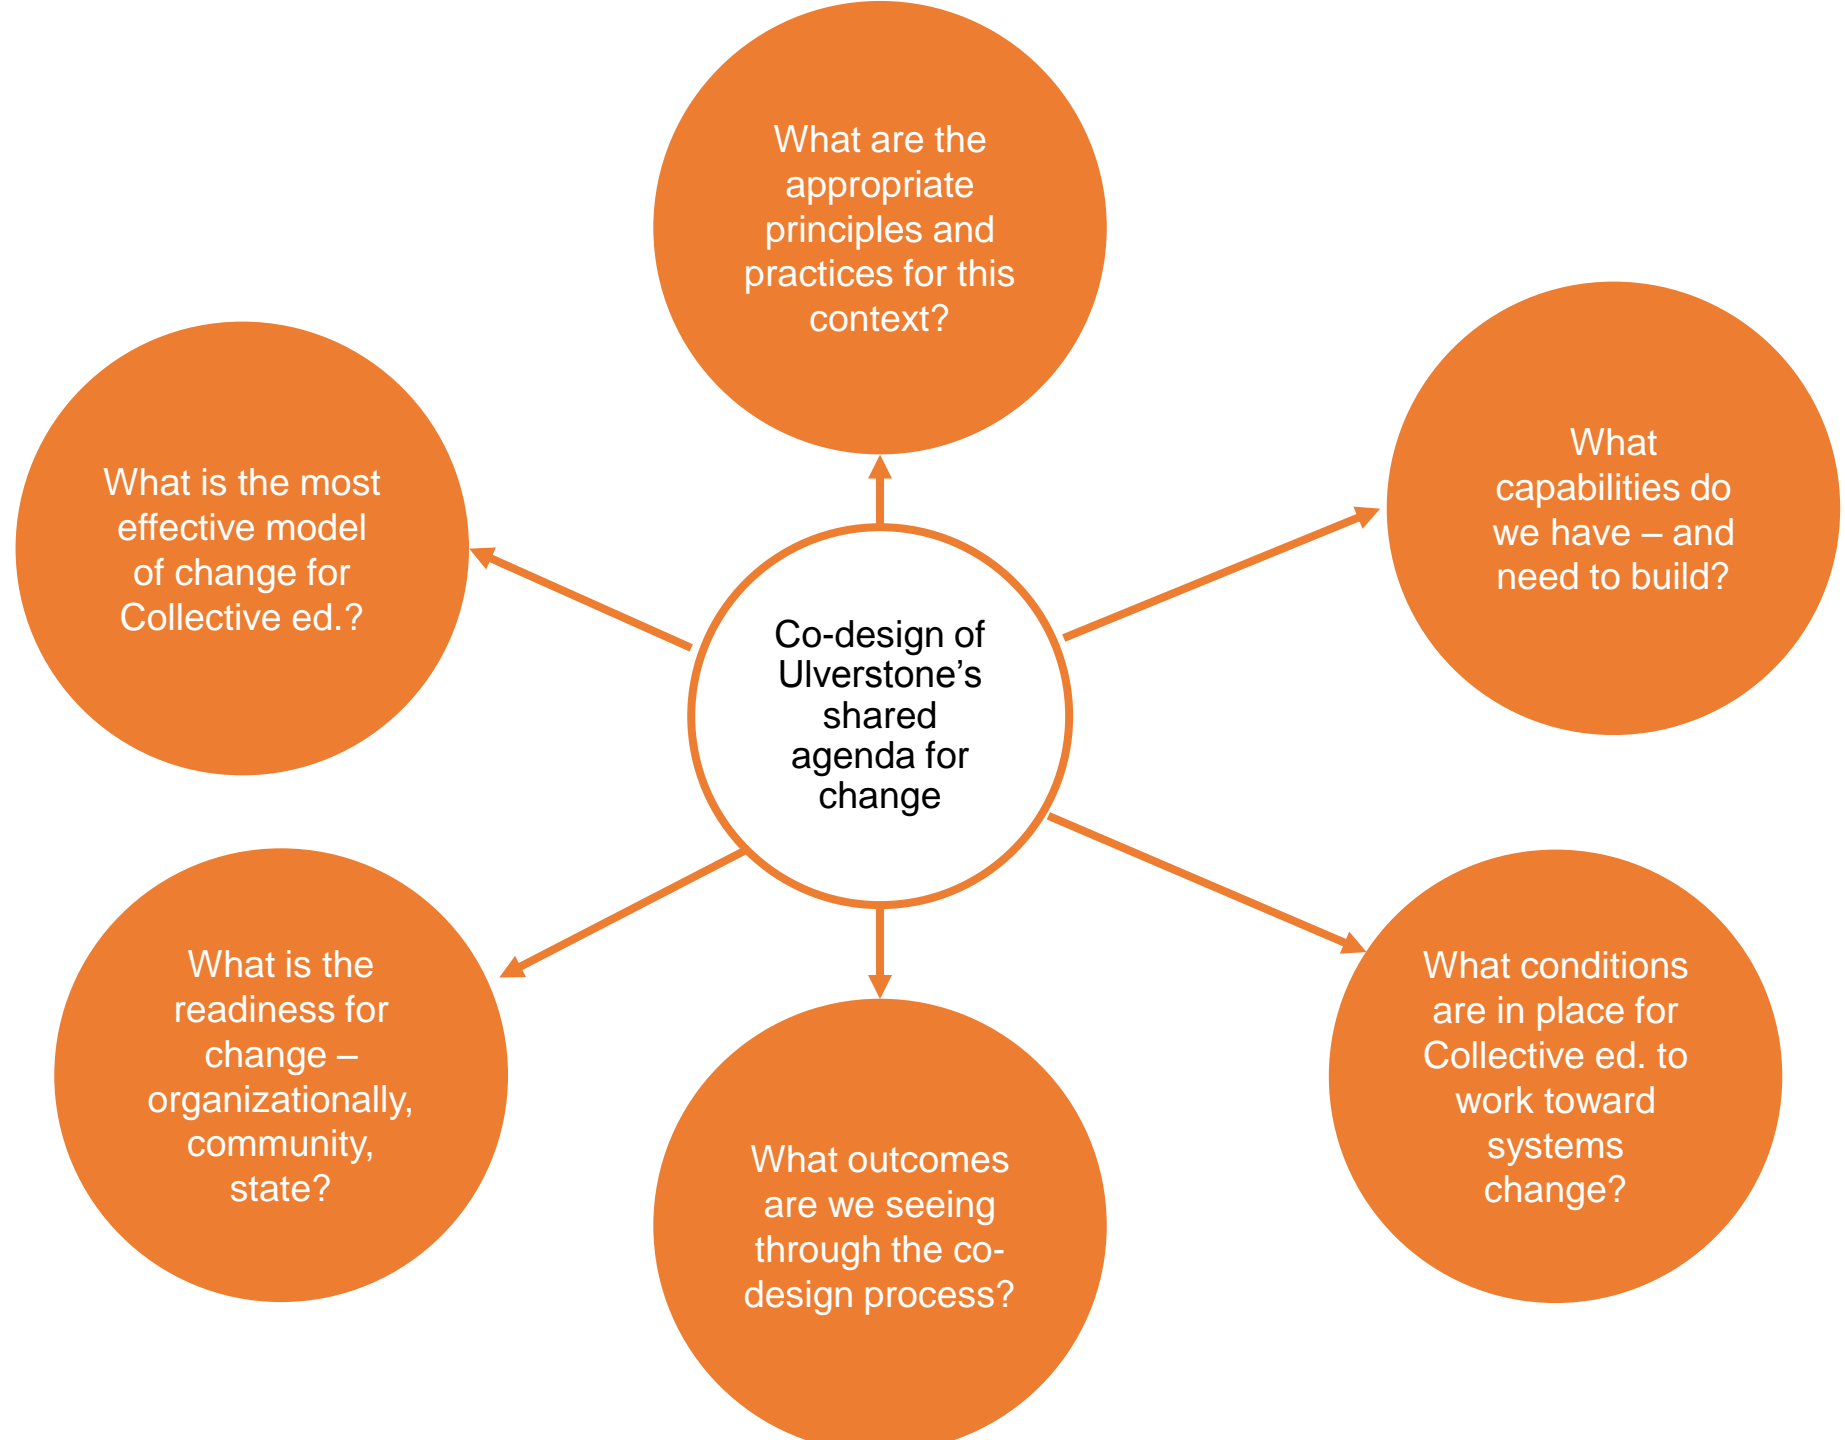 What are the
appropriate
principles and
practices for this
context?
What
capabilities do
we have – and
need to build?
What is the most
effective model
of change for
Collective ed.?
Co-design of
Ulverstone’s
shared
agenda for
change
What is the
readiness for
change –
organizationally,
community,
state?
What conditions
are in place for
Collective ed. to
work toward
systems
change?
What outcomes
are we seeing
through the co-
design process?